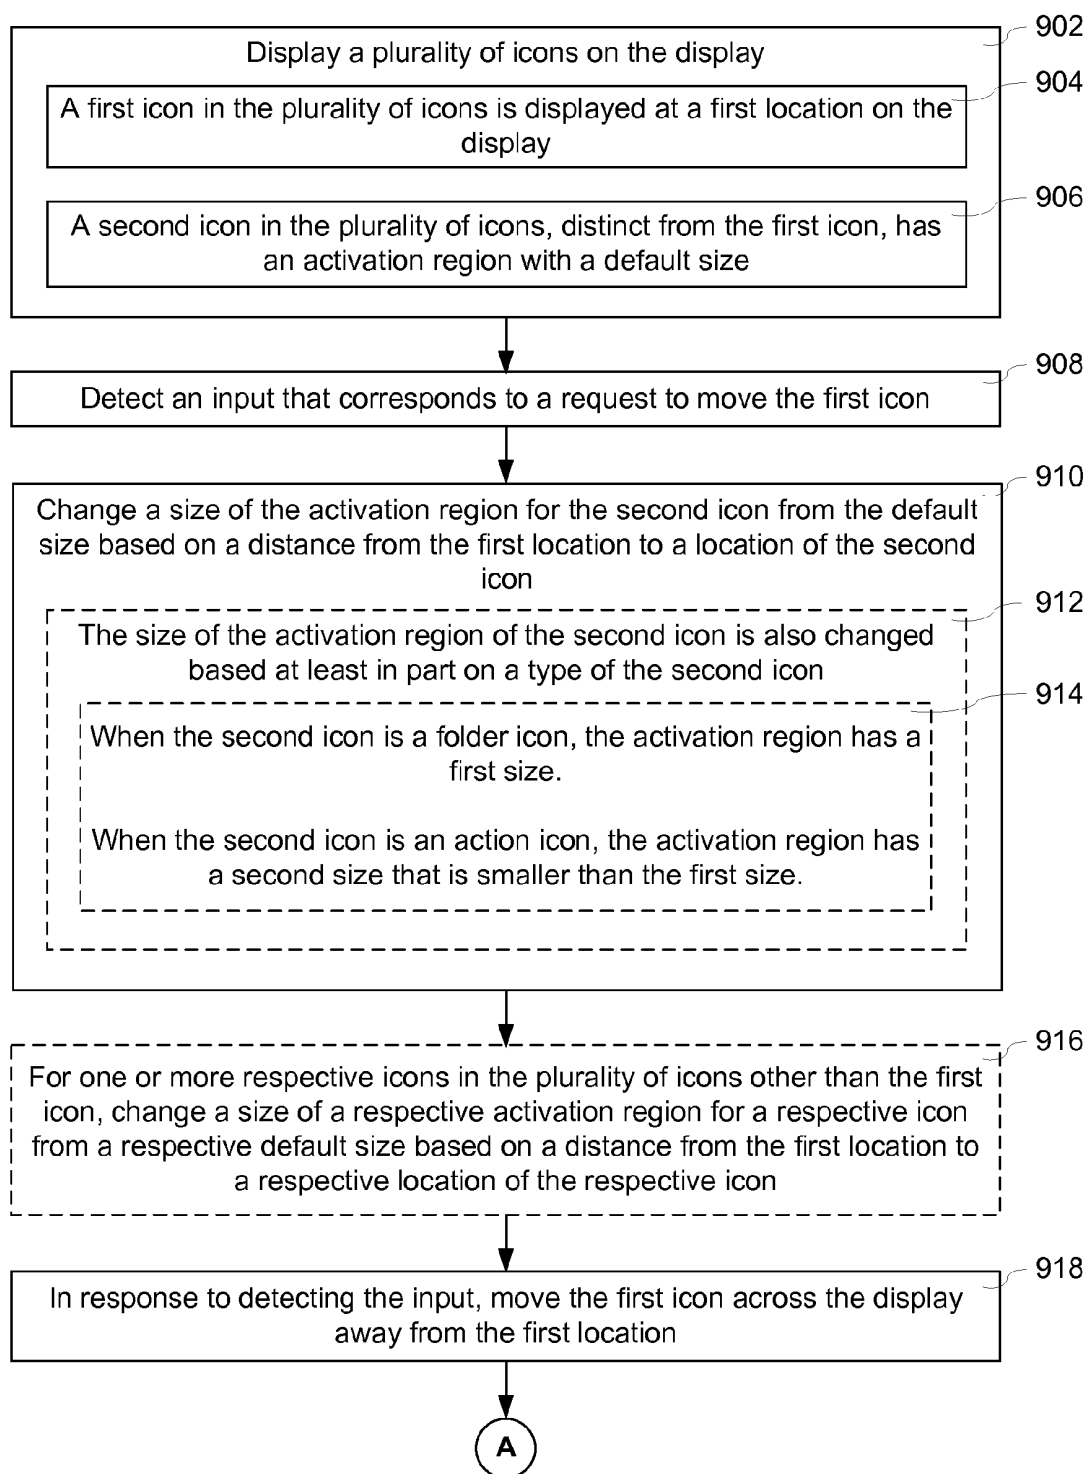 902
Display a plurality of icons on the display
904
A first icon in the plurality of icons is displayed at a first location on the
display
906
A second icon in the plurality of icons, distinct from the first icon, has
an activation region with a default size
908
Detect an input that corresponds to a request to move the first icon
910
Change a size of the activation region for the second icon from the default
size based on a distance from the first location to a location of the second
icon
912
The size of the activation region of the second icon is also changed
based at least in part on a type of the second icon
914
When the second icon is a folder icon, the activation region has a
first size.
When the second icon is an action icon, the activation region has
a second size that is smaller than the first size.
916
For one or more respective icons in the plurality of icons other than the first
icon, change a size of a respective activation region for a respective icon
from a respective default size based on a distance from the first location to
a respective location of the respective icon
918
In response to detecting the input, move the first icon across the display
away from the first location
A